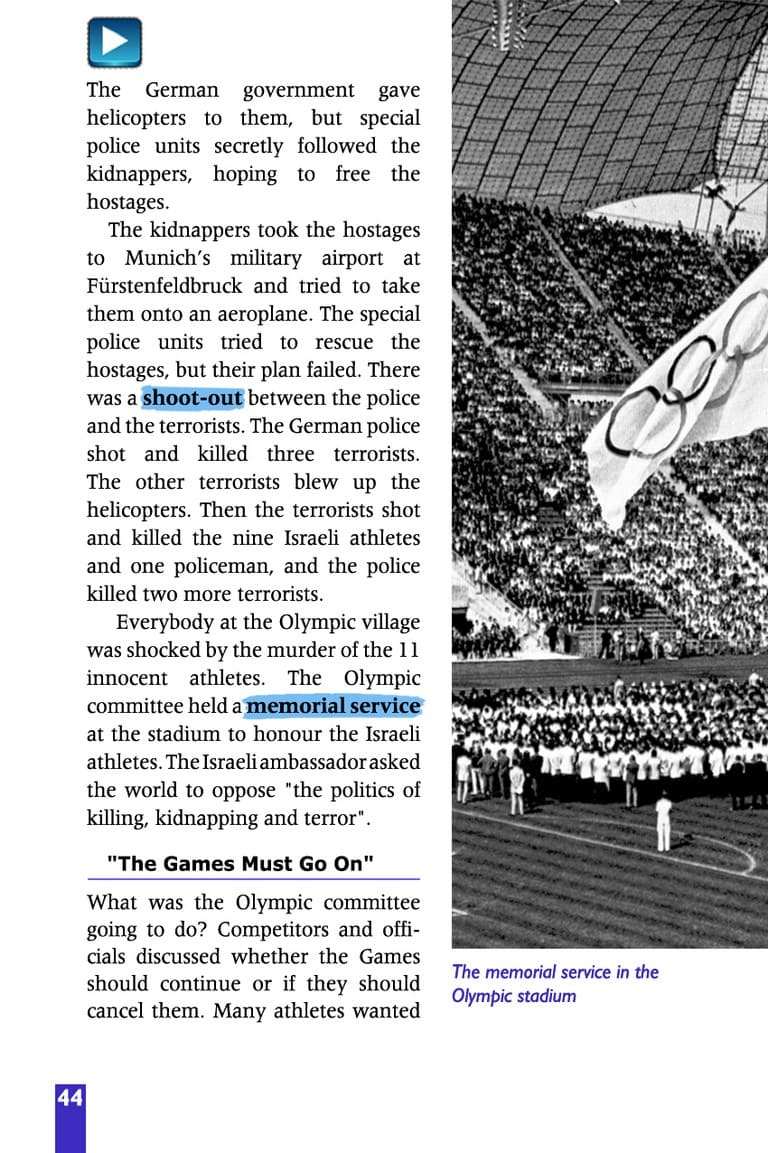 The German government gave
helicopters to them, but special
police units secretly followed the
kidnappers, hoping to free the
hostages.
The kidnappers took the hostages
to Munich’s military airport at
Fürstenfeldbruck and tried to take
them onto an aeroplane. The special
police units tried to rescue the
hostages, but their plan failed. There
was a shoot-out between the police
and the terrorists. The German police
shot and killed three terrorists.
The other terrorists blew up the
helicopters. Then the terrorists shot
and killed the nine Israeli athletes
and one policeman, and the police
killed two more terrorists.
Everybody at the Olympic village
was shocked by the murder of the 11
innocent athletes. The Olympic
committee held a memorial service
at the stadium to honour the Israeli
athletes. The Israeli ambassador asked
the world to oppose "the politics of
killing, kidnapping and terror".
"The Games Must Go On"
What was the Olympic committee
going to do? Competitors and offi-
cials discussed whether the Games
should continue or if they should
cancel them. Many athletes wanted
The memorial service in the
Olympic stadium
44